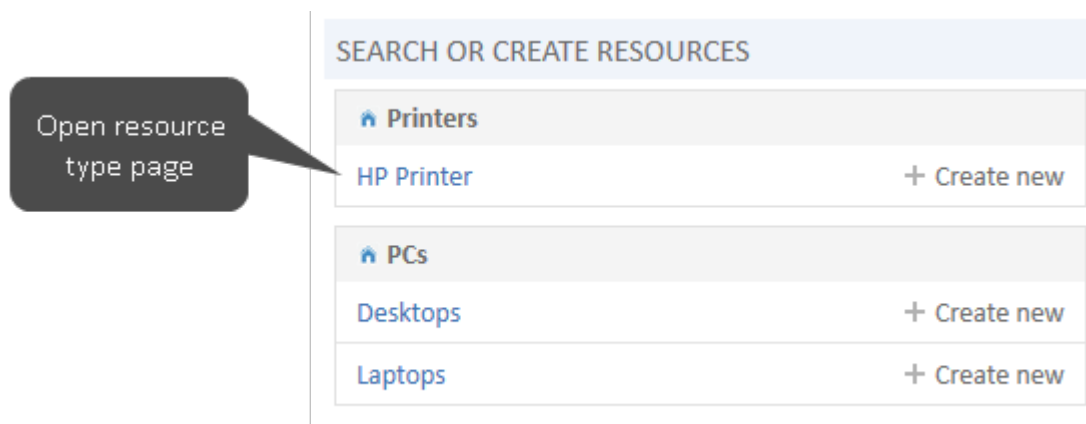 SEARCH OR CREATE RESOURCES
Open resource
type page
Printers
HP Printer + Create new
PCs
Desktops + Create new
Laptops + Create new